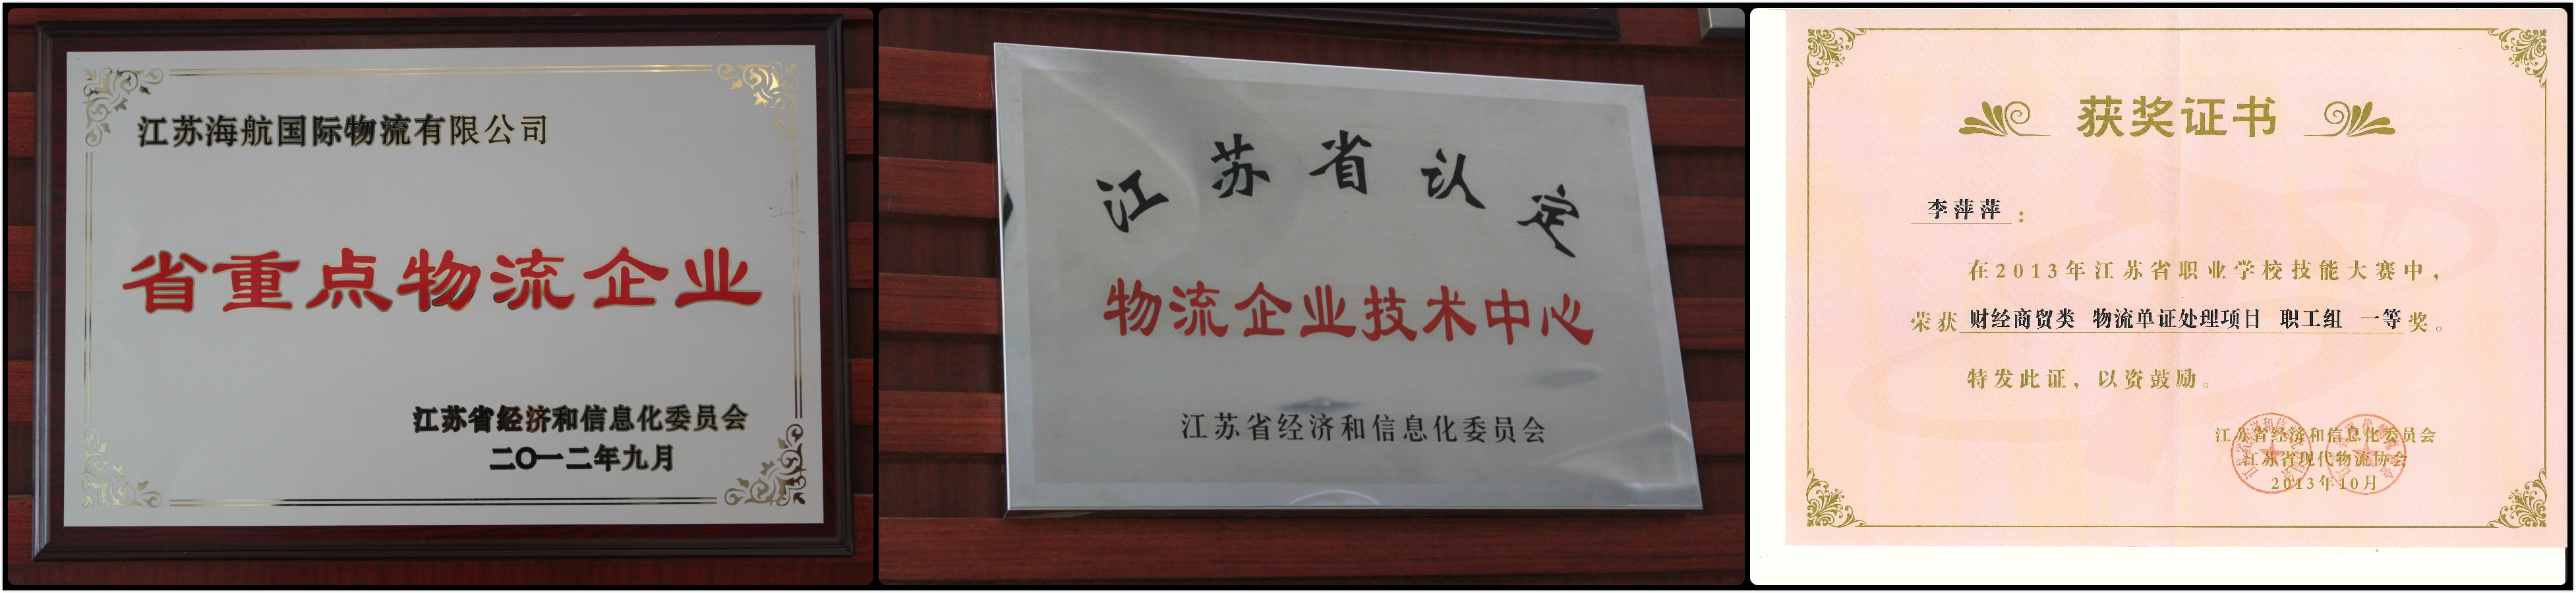 江苏海航国际物流有限公司
省重点物流企业
江苏省经济和信息化委员会
二〇一二年九月
江苏省认定
物流企业技术中心
江苏省经济和信息化委员会
获奖证书
李萍萍：
在2013年江苏省职业学校技能大赛中，
荣获 财经商贸类 物流单证处理项目 职工组 一等奖。
特发此证，以资鼓励。
江苏省经济和信息化委员会
江苏省现代物流协会
2013年10月